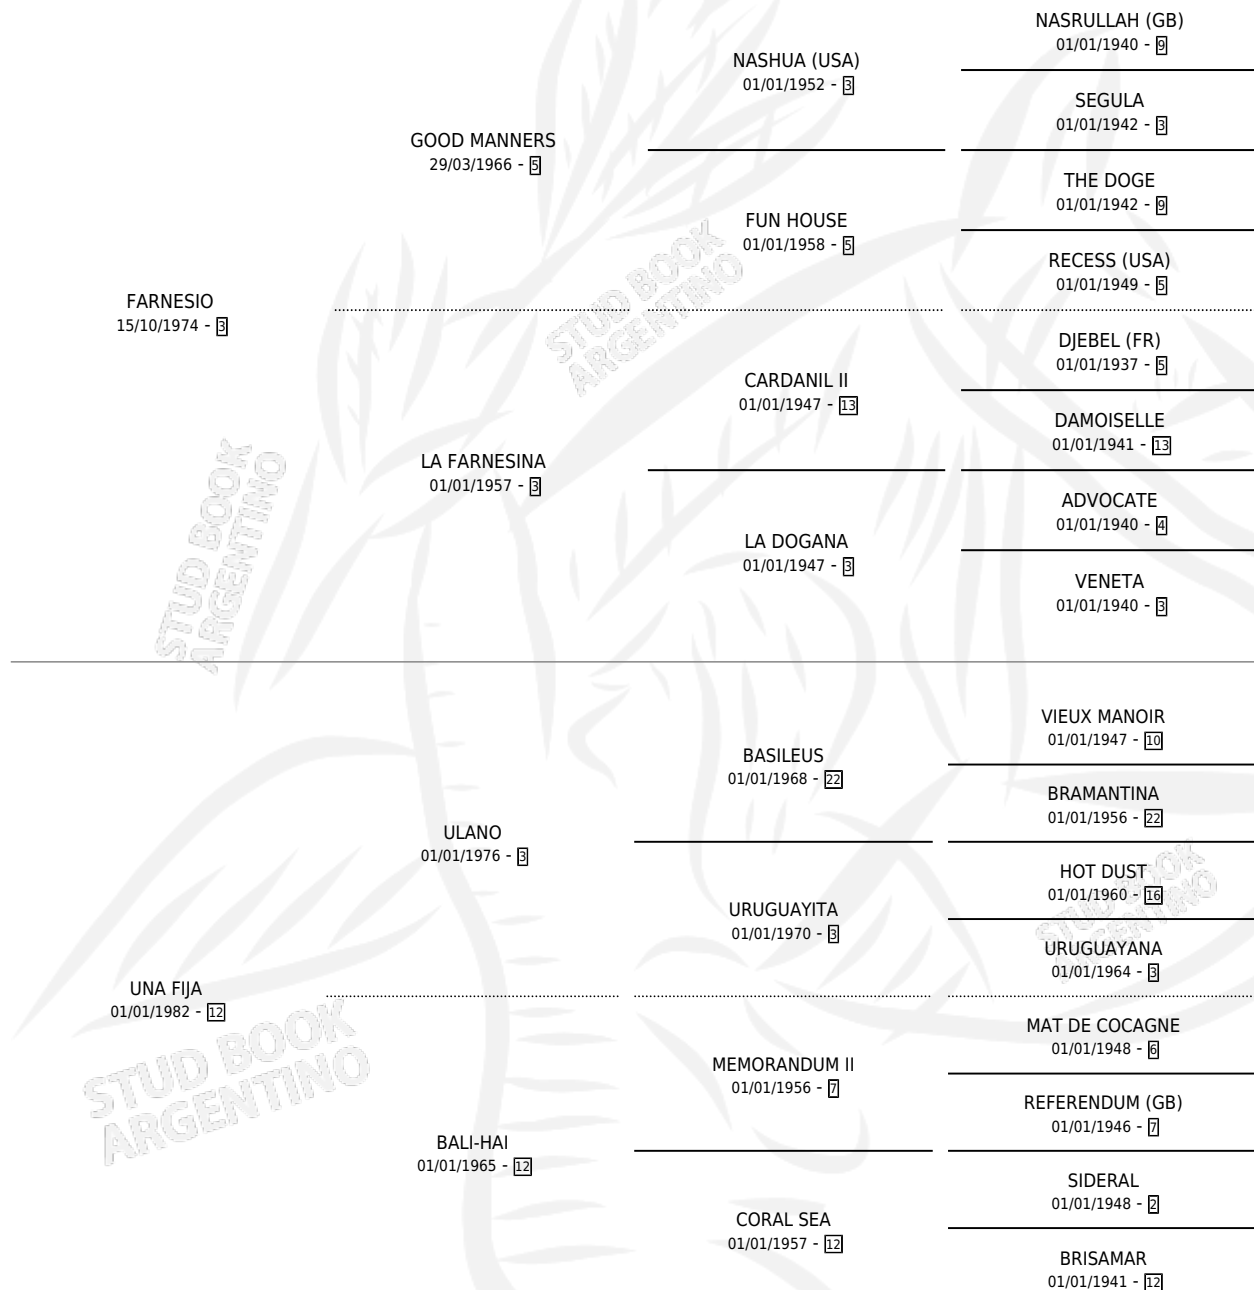 NASRULLAH (GB)
01/01/1940 - 9
NASHUA (USA)
01/01/1952 - 3
SEGULA
01/01/1942 - 3
GOOD MANNERS
29/03/1966 - 5
THE DOGE
01/01/1942 - 9
FUN HOUSE
01/01/1958 - 5
RECESS (USA)
01/01/1949 - 5
FARNESIO
15/10/1974 - 3
DJEBEL (FR)
01/01/1937 - 5
CARDANIL II
01/01/1947 - 13
DAMOISELLE
01/01/1941 - 13
LA FARNESINA
01/01/1957 - 3
ADVOCATE
01/01/1940 - 4
LA DOGANA
01/01/1947 - 3
VENETA
01/01/1940 - 3
VIEUX MANOIR
01/01/1947 - 10
BASILEUS
01/01/1968 - 22
BRAMANTINA
01/01/1956 - 22
ULANO
01/01/1976 - 3
HOT DUST
01/01/1960 - 16
URUGUAYITA
01/01/1970 - 3
URUGUAYANA
01/01/1964 - 3
UNA FIJA
01/01/1982 - 12
MAT DE COCAGNE
01/01/1948 - 6
MEMORANDUM II
01/01/1956 - 7
REFERENDUM (GB)
01/01/1946 - 7
BALI-HAI
01/01/1965 - 12
SIDERAL
01/01/1948 - 2
CORAL SEA
01/01/1957 - 12
BRISAMAR
01/01/1941 - 12
STUD BOOK
ARGENTINO
STUD BOOK
ARGENTINO
STUD BOOK
ARGENTINO
STUD BOOK
ARGENTINO